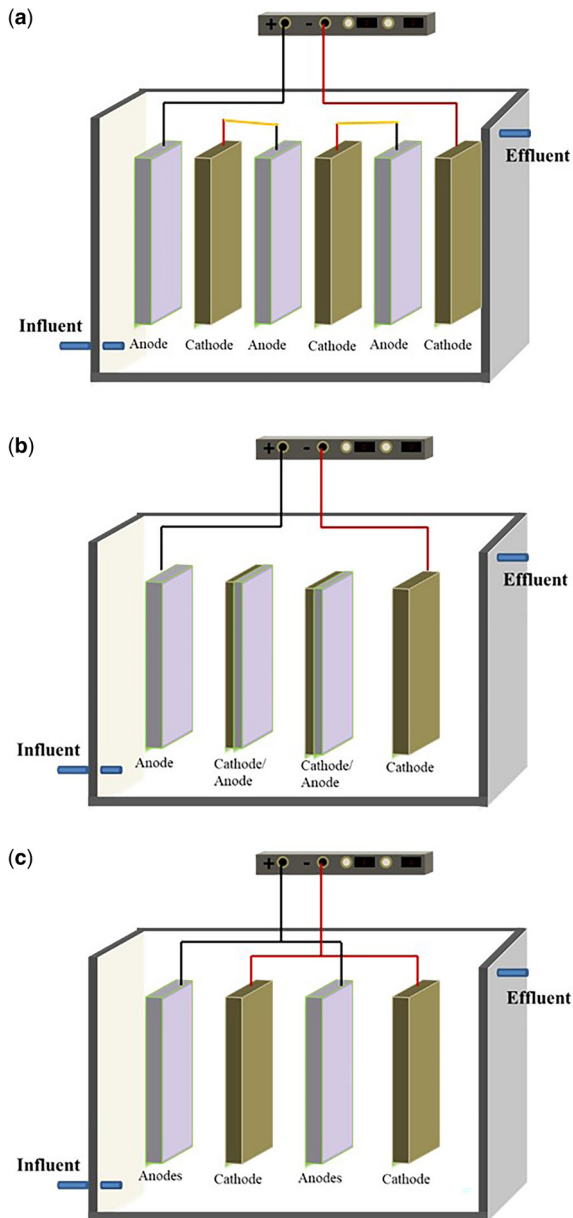 (a)
+ -
Effluent
Influent
Anode Cathode Anode Cathode Anode Cathode
(b)
+ -
Effluent
Influent
Anode Cathode/ Cathode/ Cathode
Anode Anode
(c)
+ -
Effluent
Influent
Anodes Cathode Anodes Cathode